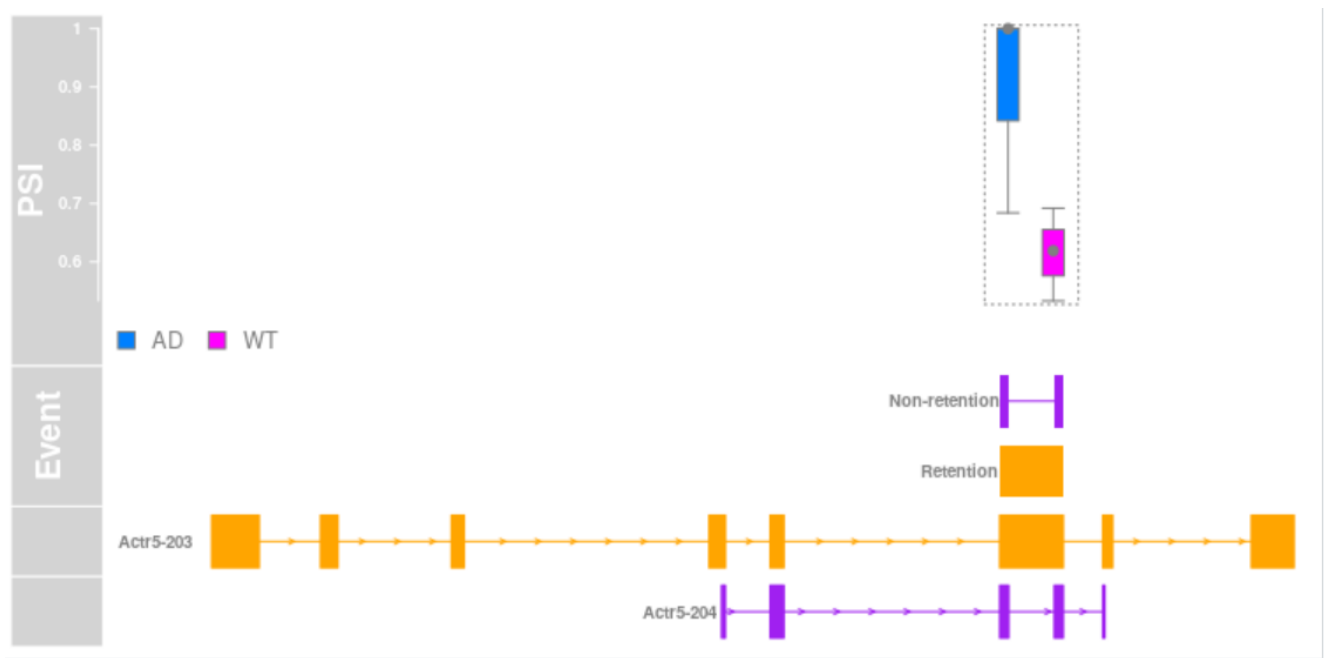 PSI
1
0.9
0.8
0.7
0.6
AD WT
Event
Non-retention
Retention
Actr5-203
Actr5-204